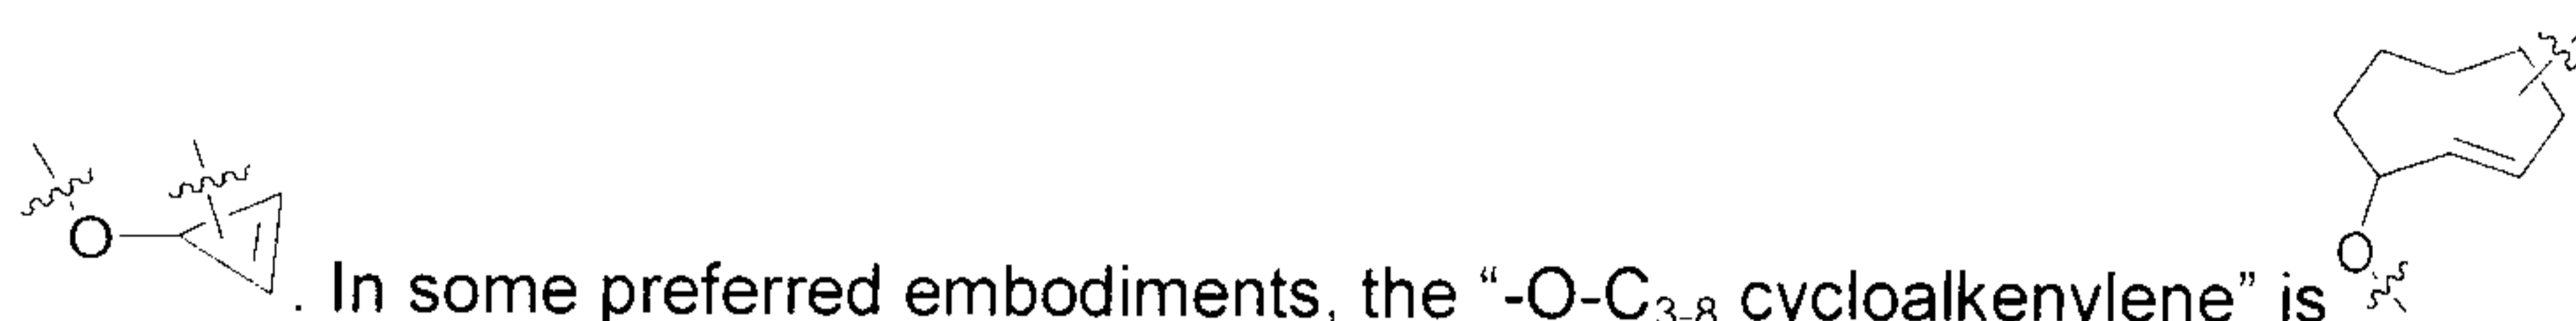 O . In some preferred embodiments, the “-O-C₃₋₈ cycloalkenylene” is O